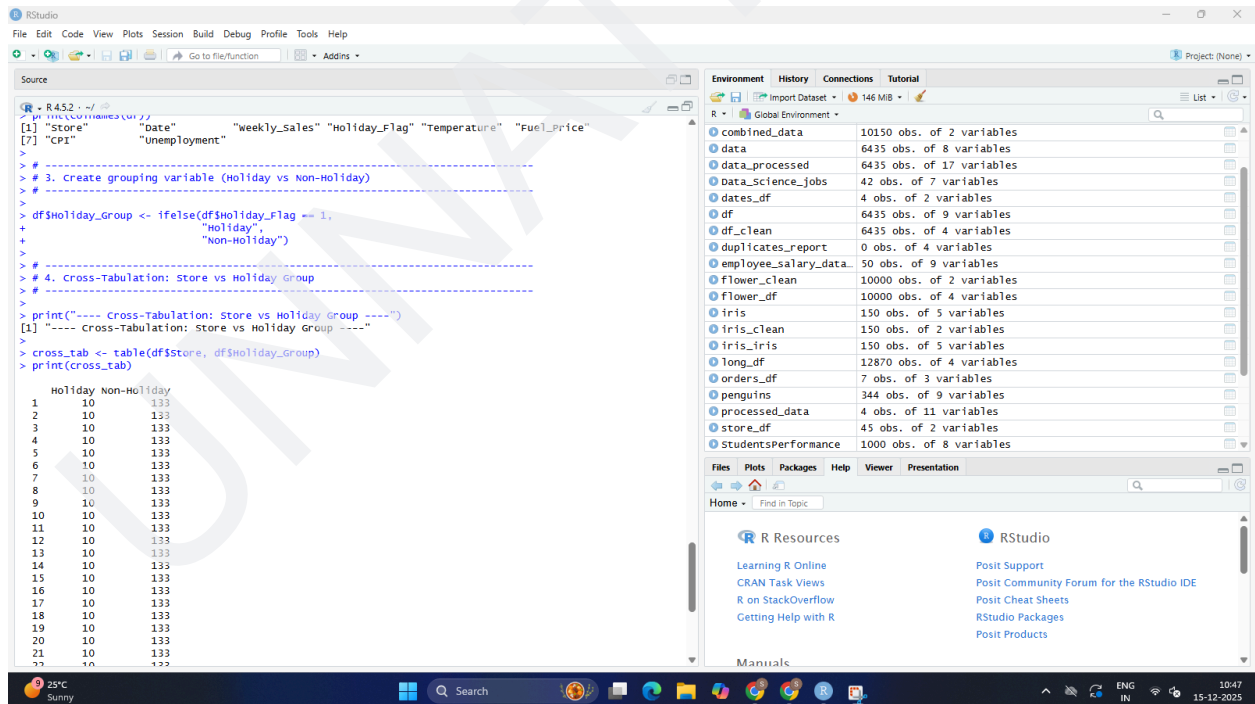 RStudio
File Edit Code View Plots Session Build Debug Profile Tools Help
Go to file/function Addins Project: (None)
Source
R 4.5.2 · ~/
> print(colnames(df))
[1] "Store" "Date" "Weekly_Sales" "Holiday_Flag" "Temperature" "Fuel_Price"
[7] "CPI" "Unemployment"
>
> # ----------------------------------------------------------------------
> # 3. Create grouping variable (Holiday vs Non-Holiday)
> # ----------------------------------------------------------------------
>
> df$Holiday_Group <- ifelse(df$Holiday_Flag == 1,
+ "Holiday",
+ "Non-Holiday")
>
> # ----------------------------------------------------------------------
> # 4. Cross-Tabulation: Store vs Holiday Group
> # ----------------------------------------------------------------------
>
> print("---- Cross-Tabulation: Store vs Holiday Group ----")
[1] "---- Cross-Tabulation: Store vs Holiday Group ----"
>
> cross_tab <- table(df$Store, df$Holiday_Group)
> print(cross_tab)
Holiday Non-Holiday
1 10 133
2 10 133
3 10 133
4 10 133
5 10 133
6 10 133
7 10 133
8 10 133
9 10 133
10 10 133
11 10 133
12 10 133
13 10 133
14 10 133
15 10 133
16 10 133
17 10 133
18 10 133
19 10 133
20 10 133
21 10 133
22 10 133
Environment History Connections Tutorial
Import Dataset 146 MiB List
R Global Environment
combined_data 10150 obs. of 2 variables
data 6435 obs. of 8 variables
data_processed 6435 obs. of 17 variables
Data_Science_jobs 42 obs. of 7 variables
dates_df 4 obs. of 2 variables
df 6435 obs. of 9 variables
df_clean 6435 obs. of 4 variables
duplicates_report 0 obs. of 4 variables
employee_salary_data_ 50 obs. of 9 variables
flower_clean 10000 obs. of 2 variables
flower_df 10000 obs. of 4 variables
iris 150 obs. of 5 variables
iris_clean 150 obs. of 2 variables
iris_iris 150 obs. of 5 variables
long_df 12870 obs. of 4 variables
orders_df 7 obs. of 3 variables
penguins 344 obs. of 9 variables
processed_data 4 obs. of 11 variables
store_df 45 obs. of 2 variables
StudentsPerformance 1000 obs. of 8 variables
Files Plots Packages Help Viewer Presentation
Home Find in Topic
R Resources
Learning R Online
CRAN Task Views
R on StackOverflow
Getting Help with R
RStudio
Posit Support
Posit Community Forum for the RStudio IDE
Posit Cheat Sheets
RStudio Packages
Posit Products
Manuals
9 25°C
Sunny
Search
ENG
IN
10:47
15-12-2025
UNNAT